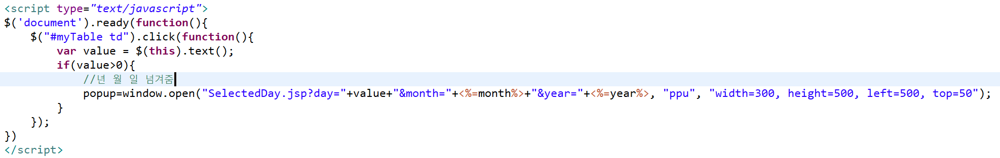 <script type="text/javascript">
$('document').ready(function(){
    $("#myTable td").click(function(){
        var value = $(this).text();
        if(value>0){
            //년 월 일 넘겨줌
            popup=window.open("SelectedDay.jsp?day="+value+"&month="+<%=month%>+"&year="+<%=year%>, "ppu", "width=300, height=500, left=500, top=50");
        }
    });
})
</script>